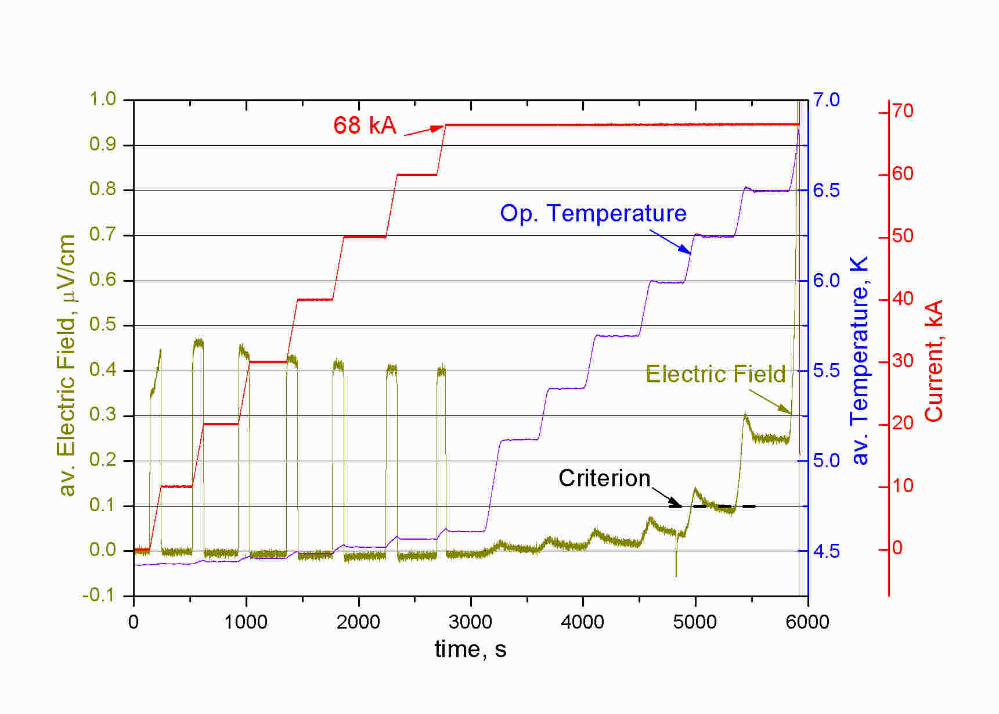 1.0
0.9
0.8
0.7
0.6
0.5
0.4
0.3
0.2
0.1
0.0
-0.1
av. Electric Field, μV/cm
68 kA
Op. Temperature
Electric Field
Criterion
7.0
6.5
6.0
5.5
5.0
4.5
av. Temperature, K
70
60
50
40
30
20
10
0
Current, kA
0 1000 2000 3000 4000 5000 6000
time, s